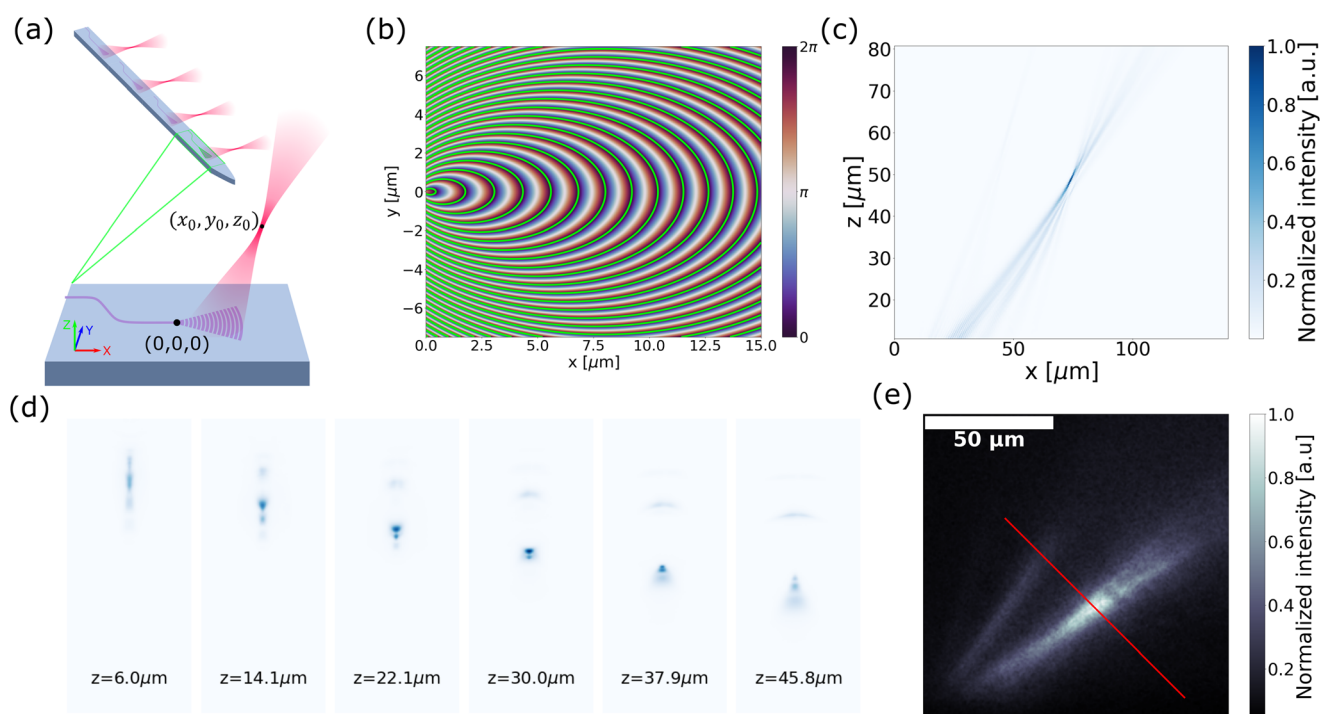 (a)
(x₀, y₀, z₀)
(0,0,0)
Z
Y
X
(b)
y [μm]
6
4
2
0
−2
−4
−6
0.0 2.5 5.0 7.5 10.0 12.5 15.0
x [μm]
2π
π
0
(c)
z [μm]
80
70
60
50
40
30
20
0 50 100
x [μm]
1.0
0.8
0.6
0.4
0.2
Normalized intensity [a.u.]
(d)
z=6.0μm
z=14.1μm
z=22.1μm
z=30.0μm
z=37.9μm
z=45.8μm
(e)
50 μm
1.0
0.8
0.6
0.4
0.2
Normalized intensity [a.u]